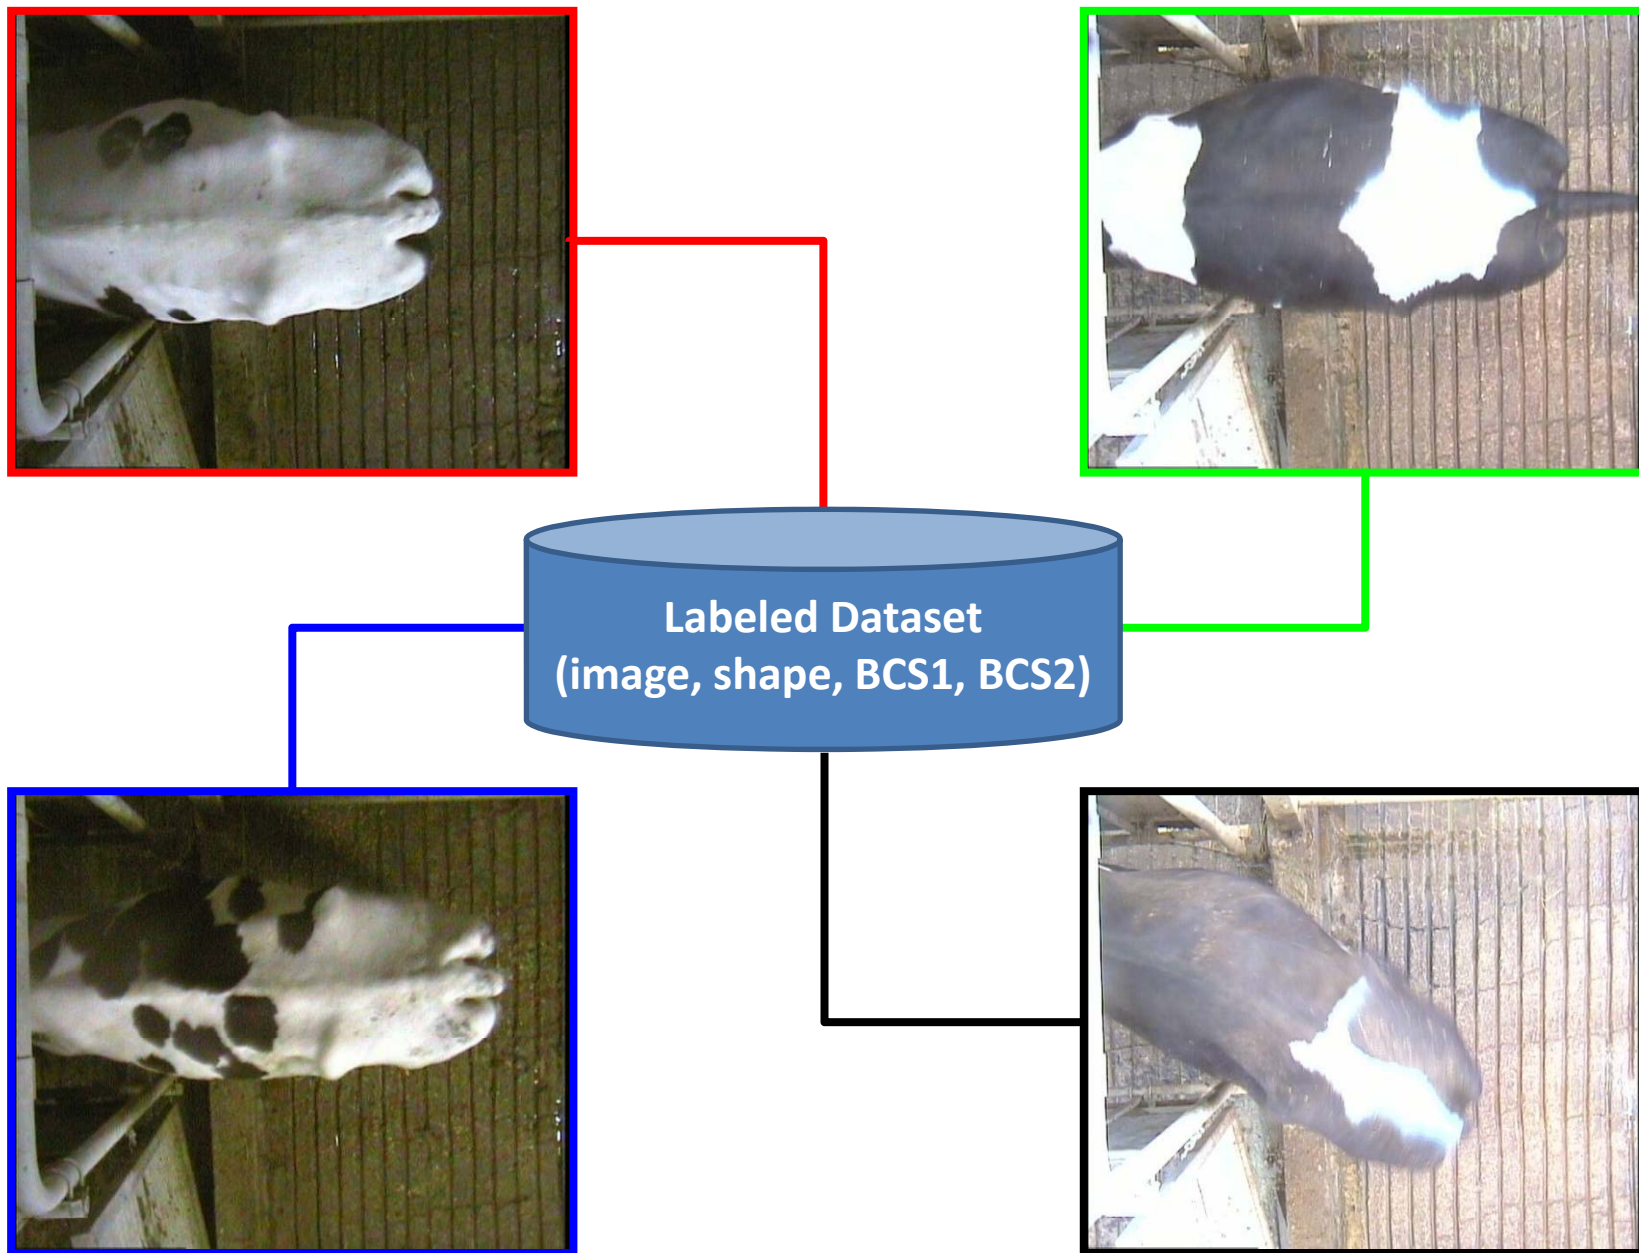 Labeled Dataset
(image, shape, BCS1, BCS2)